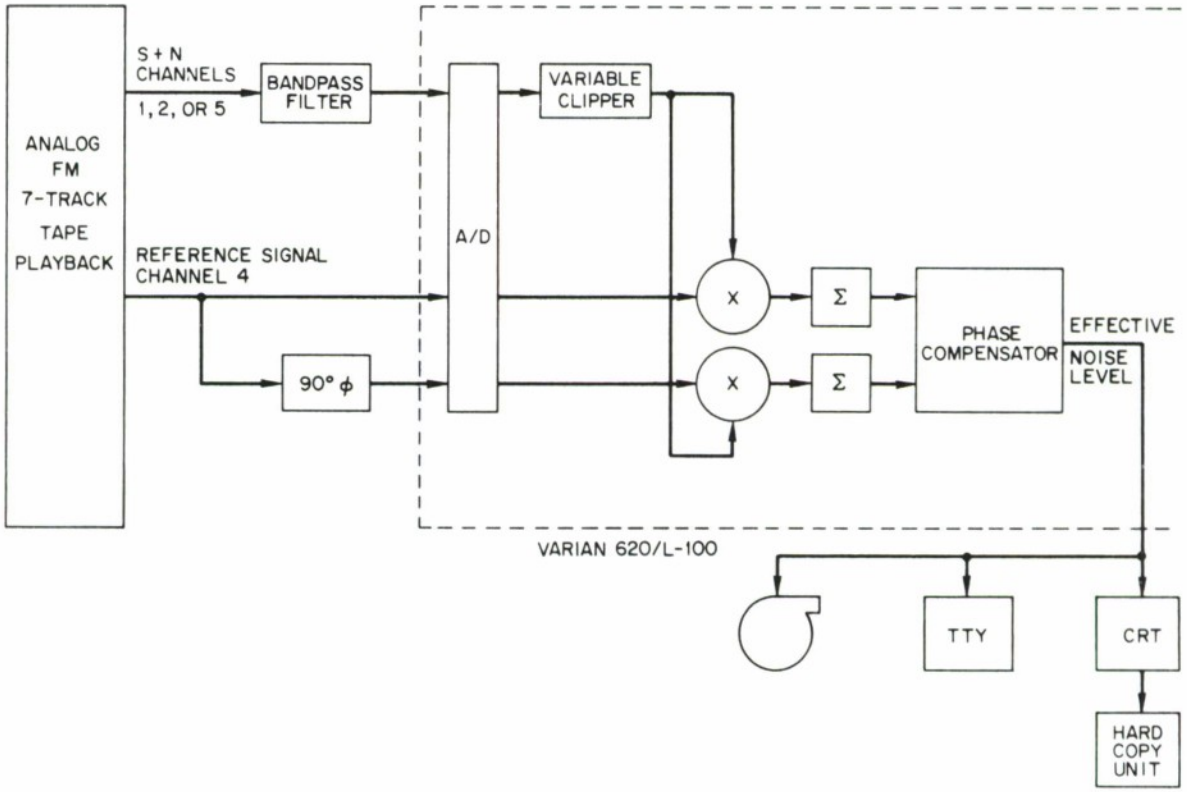 S + N
CHANNELS
1, 2, OR 5
BANDPASS
FILTER
VARIABLE
CLIPPER
ANALOG
FM
7-TRACK
TAPE
PLAYBACK
A/D
REFERENCE SIGNAL
CHANNEL 4
X
Σ
PHASE
COMPENSATOR
EFFECTIVE
NOISE
LEVEL
90° ϕ
X
Σ
VARIAN 620/L-100
TTY
CRT
HARD
COPY
UNIT